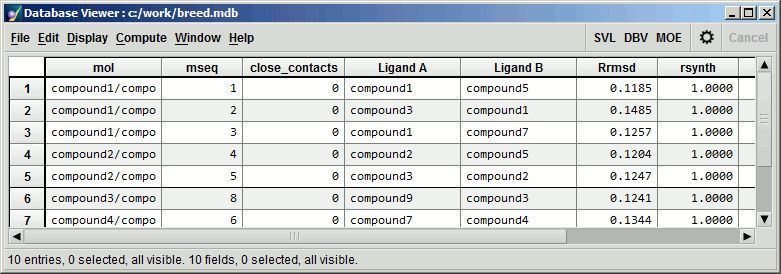 Database Viewer : c:/work/breed.mdb
File Edit Display Compute Window Help SVL DBV MOE Cancel
mol mseq close_contacts Ligand A Ligand B Rrmsd rsynth
1 compound1/compo 1 0 compound1 compound5 0.1185 1.0000
2 compound1/compo 2 0 compound3 compound1 0.1485 1.0000
3 compound1/compo 3 0 compound1 compound7 0.1257 1.0000
4 compound2/compo 4 0 compound2 compound5 0.1204 1.0000
5 compound2/compo 5 0 compound3 compound2 0.1247 1.0000
6 compound3/compo 8 0 compound9 compound3 0.1241 1.0000
7 compound4/compo 6 0 compound7 compound4 0.1344 1.0000
10 entries, 0 selected, all visible. 10 fields, 0 selected, all visible.